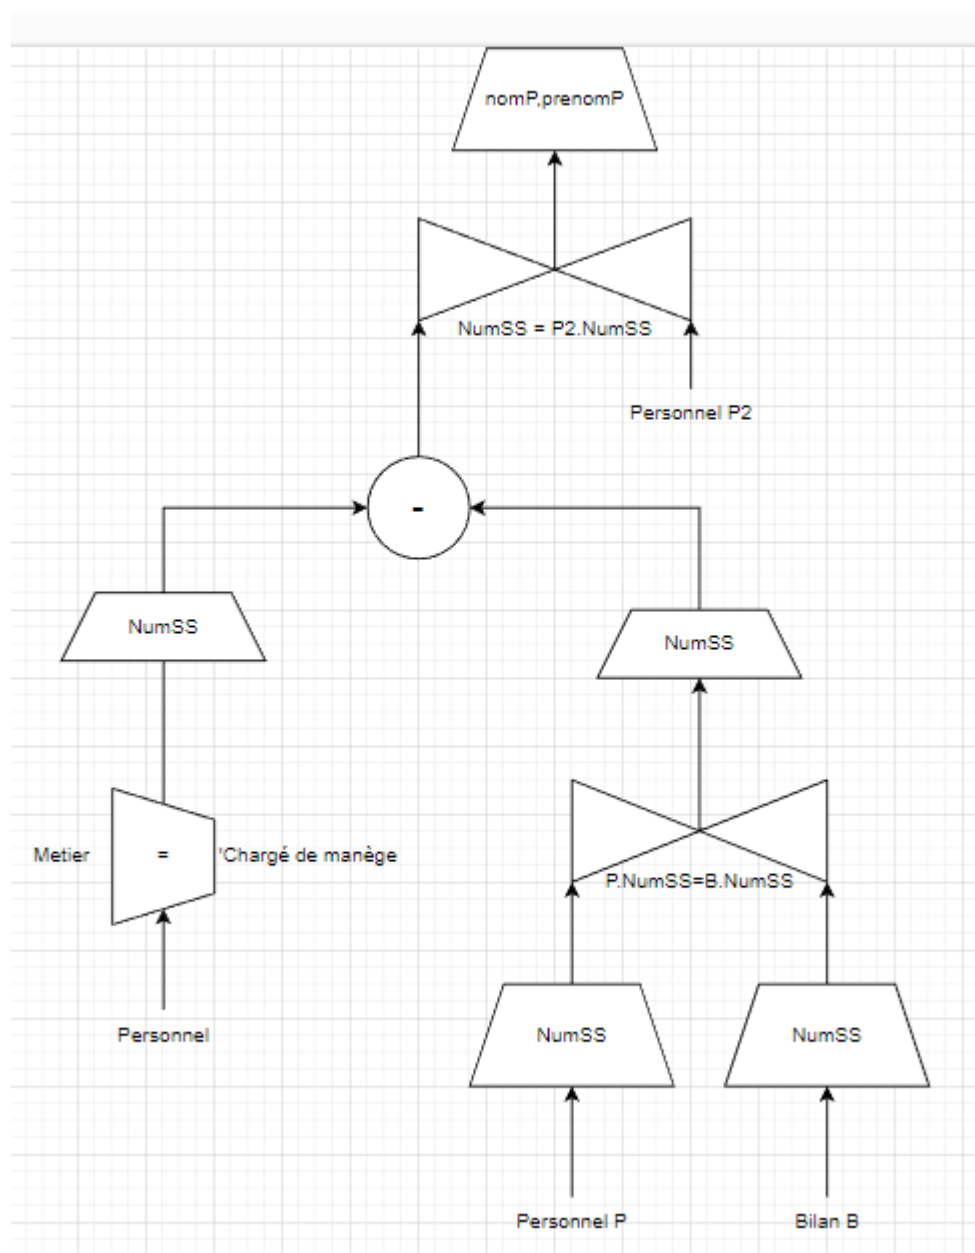 nomP,prenomP
NumSS = P2.NumSS
Personnel P2
-
NumSS
NumSS
Metier
=
'Chargé de manège
P.NumSS=B.NumSS
Personnel
NumSS
NumSS
Personnel P
Bilan B